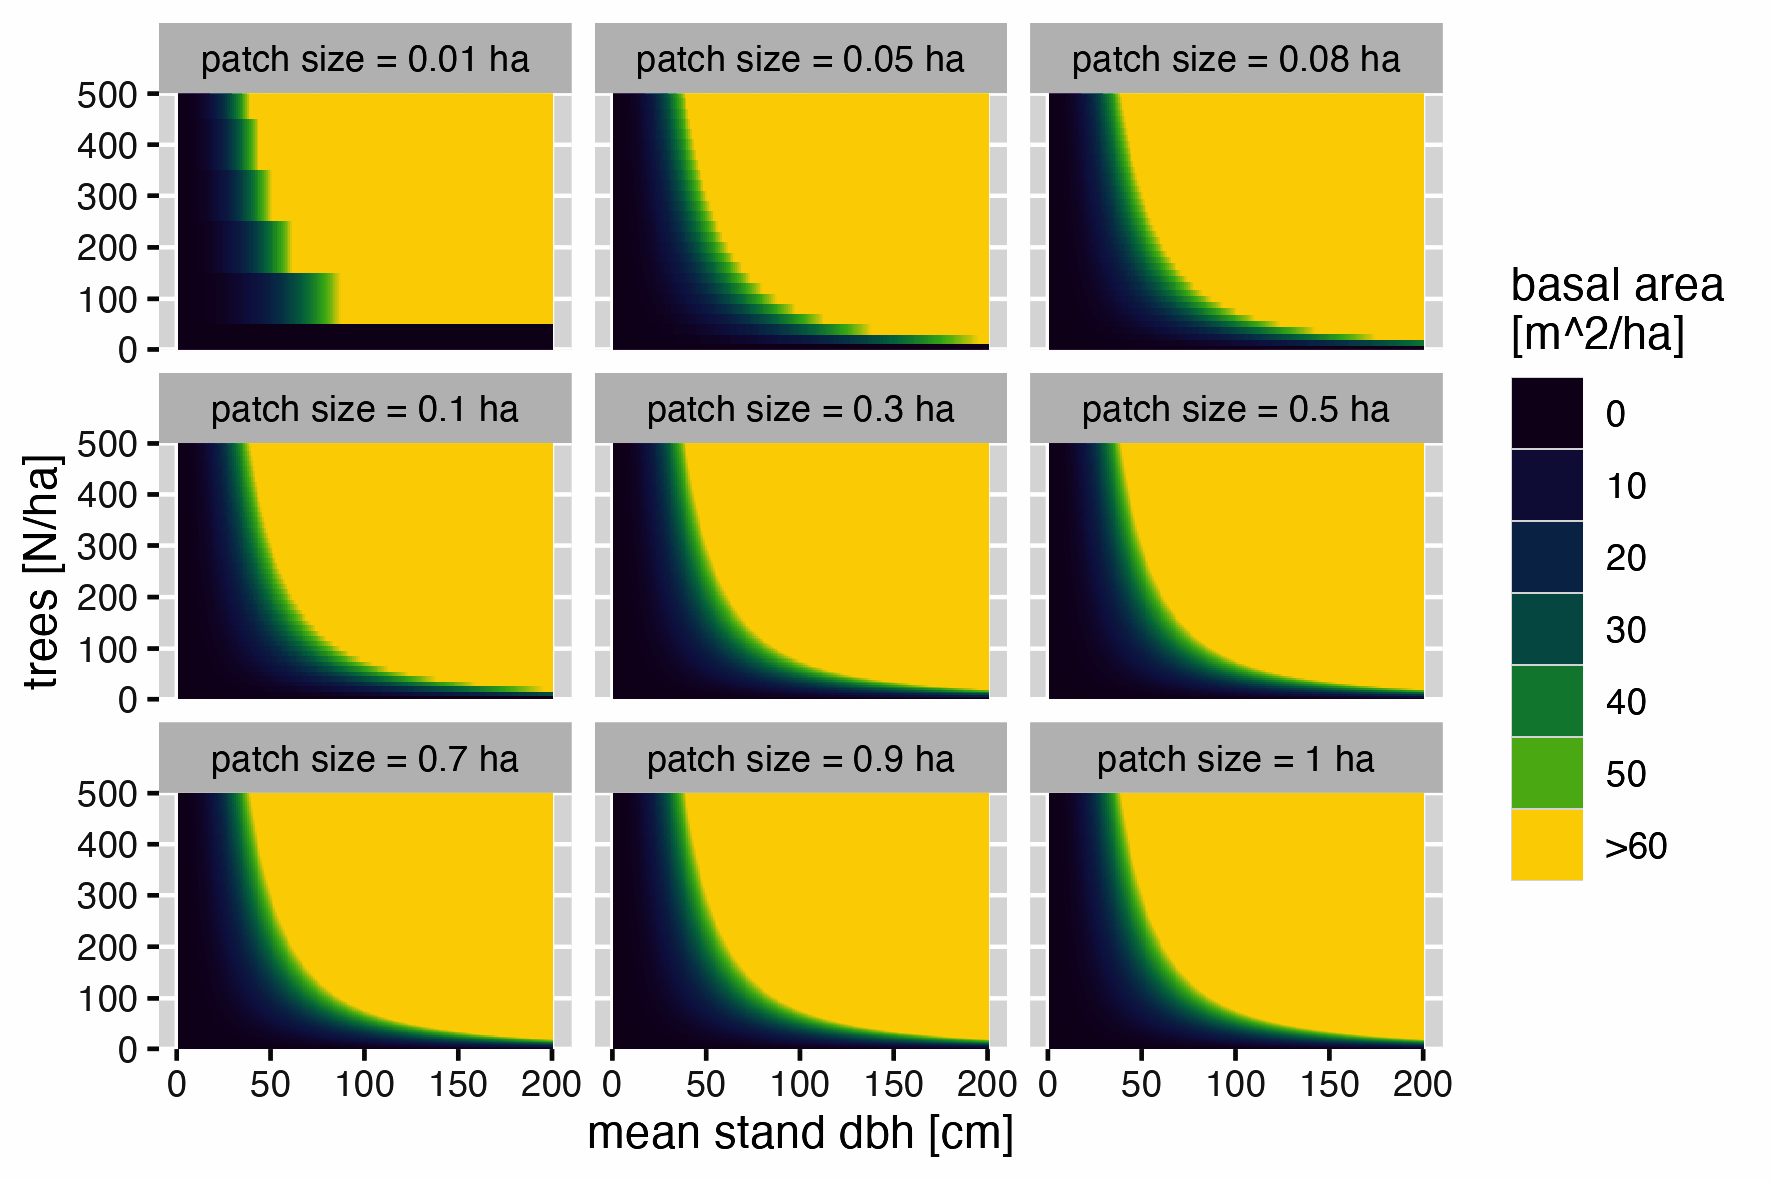 patch size = 0.01 ha
patch size = 0.05 ha
patch size = 0.08 ha
500
400
300
200
100
0
patch size = 0.1 ha
patch size = 0.3 ha
patch size = 0.5 ha
500
400
300
200
100
0
patch size = 0.7 ha
patch size = 0.9 ha
patch size = 1 ha
500
400
300
200
100
0
0 50 100 150 200
0 50 100 150 200
0 50 100 150 200
mean stand dbh [cm]
trees [N/ha]
basal area
[m^2/ha]
0
10
20
30
40
50
>60